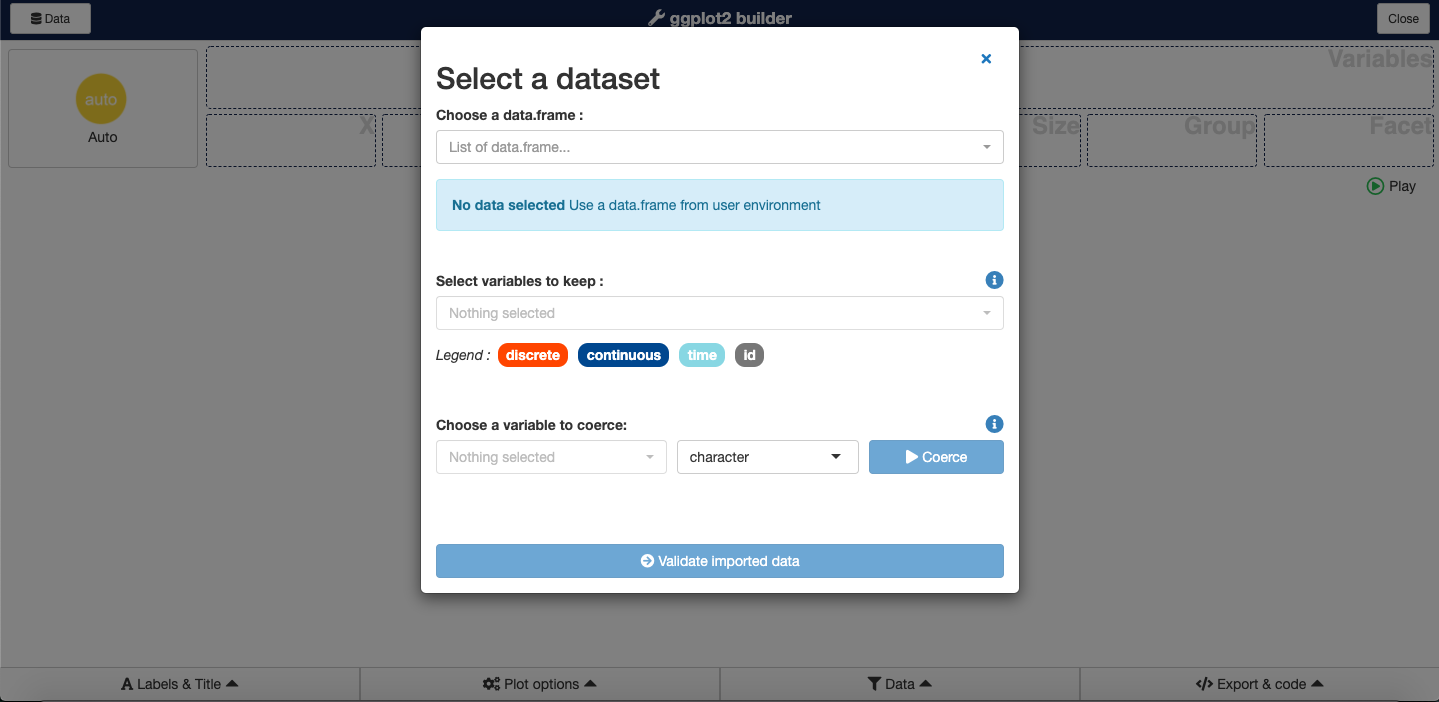 Data
ggplot2 builder
Close
auto
Auto
Variables
X
Size
Group
Facet
Play
Select a dataset
Choose a data.frame :
List of data.frame...
No data selected Use a data.frame from user environment
Select variables to keep :
Nothing selected
Legend : discrete continuous time id
Choose a variable to coerce:
Nothing selected
character
Coerce
Validate imported data
Labels & Title
Plot options
Data
Export & code